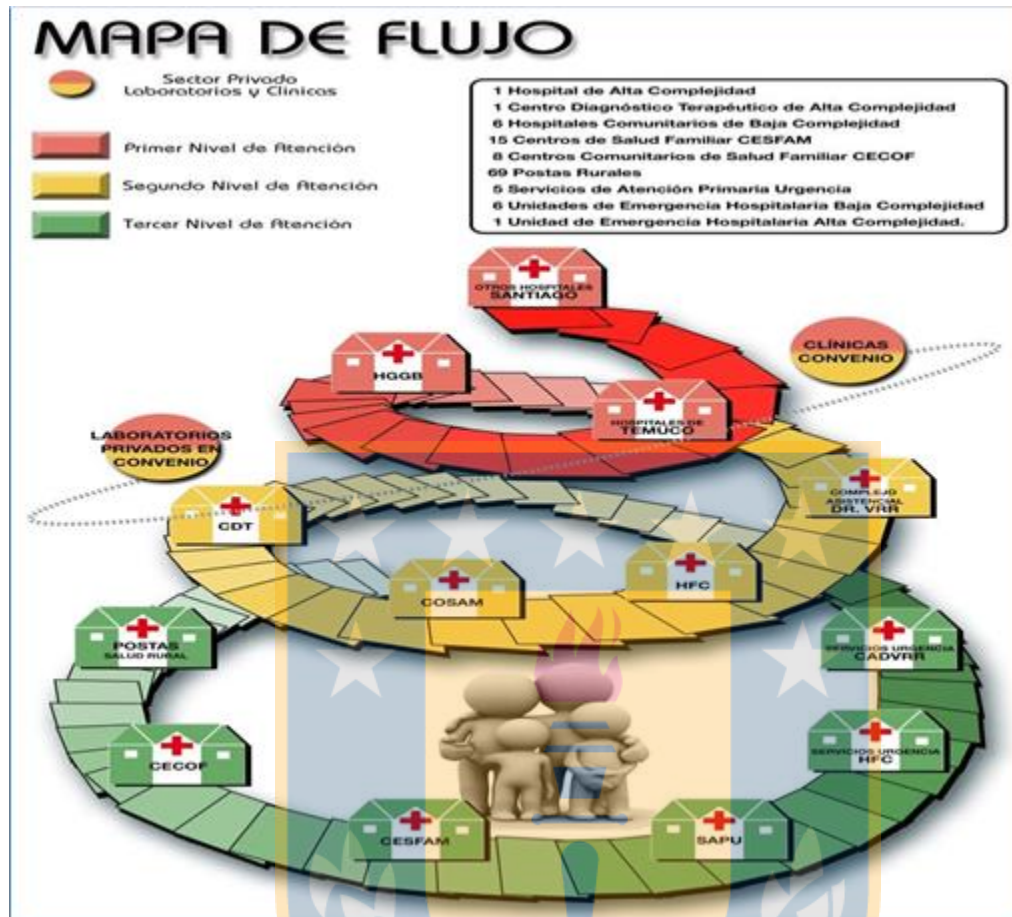 MAPA DE FLUJO
Sector Privado
Laboratorios y Clínicas
Primer Nivel de Atención
Segundo Nivel de Atención
Tercer Nivel de Atención
1 Hospital de Alta Complejidad
1 Centro Diagnóstico Terapéutico de Alta Complejidad
6 Hospitales Comunitarios de Baja Complejidad
15 Centros de Salud Familiar CESFAM
8 Centros Comunitarios de Salud Familiar CECOF
69 Postas Rurales
5 Servicios de Atención Primaria Urgencia
6 Unidades de Emergencia Hospitalaria Baja Complejidad
1 Unidad de Emergencia Hospitalaria Alta Complejidad.
OTROS HOSPITALES
SANTIAGO
HGGB
CLÍNICAS
CONVENIO
HOSPITALES DE
TEMUCO
LABORATORIOS
PRIVADOS EN
CONVENIO
COMPLEJO
ASISTENCIAL
DR. VRR
CDT
HFC
COSAM
POSTAS
SALUD RURAL
SERVICIOS URGENCIA
CADVRR
CECOF
SERVICIOS URGENCIA
HFC
CESFAM
SAPU